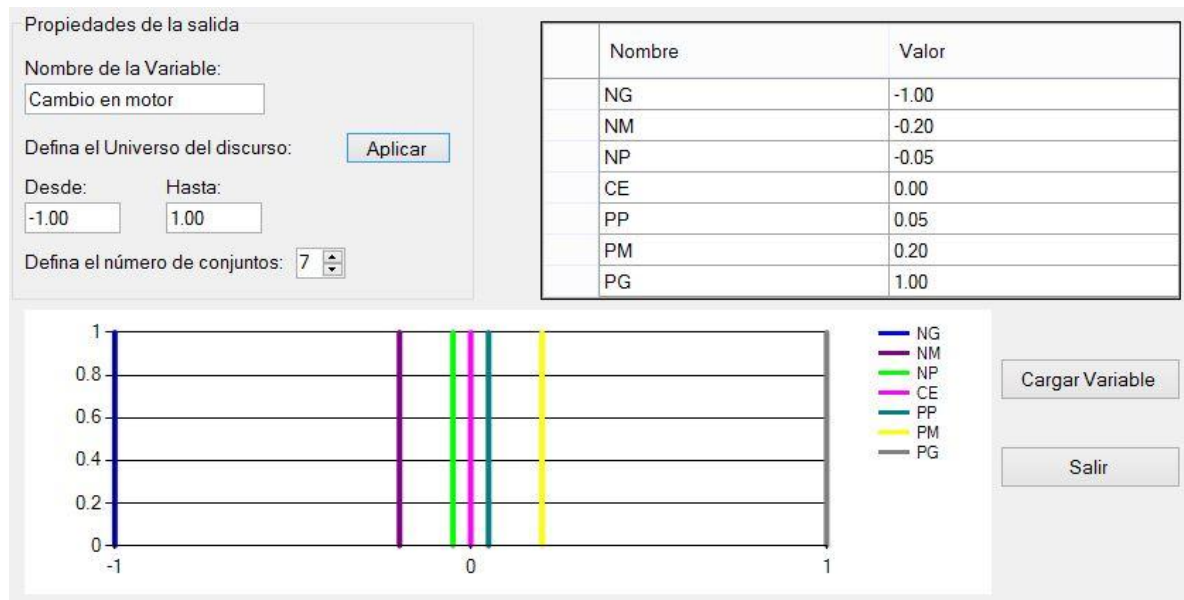 Propiedades de la salida
Nombre de la Variable:
Cambio en motor
Defina el Universo del discurso: Aplicar
Desde: Hasta:
-1.00 1.00
Defina el número de conjuntos: 7
Nombre Valor
NG -1.00
NM -0.20
NP -0.05
CE 0.00
PP 0.05
PM 0.20
PG 1.00
1
0.8
0.6
0.4
0.2
0
-1 0 1
NG
NM
NP
CE
PP
PM
PG
Cargar Variable
Salir